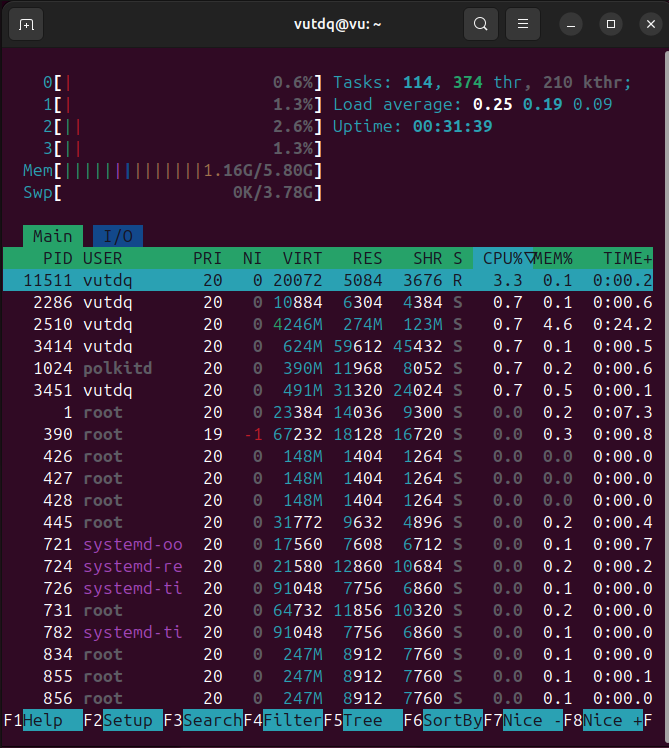 vutdq@vu: ~
0[| 0.6%] Tasks: 114, 374 thr, 210 kthr;
1[| 1.3%] Load average: 0.25 0.19 0.09
2[|| 2.6%] Uptime: 00:31:39
3[|| 1.3%]
Mem[||||||||||||||1.16G/5.80G]
Swp[ 0K/3.78G]
Main I/O
PID USER PRI NI VIRT RES SHR S CPU%▽MEM% TIME+
11511 vutdq 20 0 20072 5084 3676 R 3.3 0.1 0:00.2
2286 vutdq 20 0 10884 6304 4384 S 0.7 0.1 0:00.6
2510 vutdq 20 0 4246M 274M 123M S 0.7 4.6 0:24.2
3414 vutdq 20 0 624M 59612 45432 S 0.7 0.1 0:00.5
1024 polkitd 20 0 390M 11968 8052 S 0.7 0.2 0:00.6
3451 vutdq 20 0 491M 31320 24024 S 0.7 0.5 0:00.1
1 root 20 0 23384 14036 9300 S 0.0 0.2 0:07.3
390 root 19 -1 67232 18128 16720 S 0.0 0.3 0:00.8
426 root 20 0 148M 1404 1264 S 0.0 0.0 0:00.0
427 root 20 0 148M 1404 1264 S 0.0 0.0 0:00.0
428 root 20 0 148M 1404 1264 S 0.0 0.0 0:00.0
445 root 20 0 31772 9632 4896 S 0.0 0.2 0:00.4
721 systemd-oo 20 0 17560 7608 6712 S 0.0 0.1 0:00.7
724 systemd-re 20 0 21580 12860 10684 S 0.0 0.2 0:00.2
726 systemd-ti 20 0 91048 7756 6860 S 0.0 0.1 0:00.0
731 root 20 0 64732 11856 10320 S 0.0 0.2 0:00.0
782 systemd-ti 20 0 91048 7756 6860 S 0.0 0.1 0:00.0
834 root 20 0 247M 8912 7760 S 0.0 0.1 0:00.0
855 root 20 0 247M 8912 7760 S 0.0 0.1 0:00.1
856 root 20 0 247M 8912 7760 S 0.0 0.1 0:00.0
F1Help F2Setup F3SearchF4FilterF5Tree F6SortByF7Nice -F8Nice +F